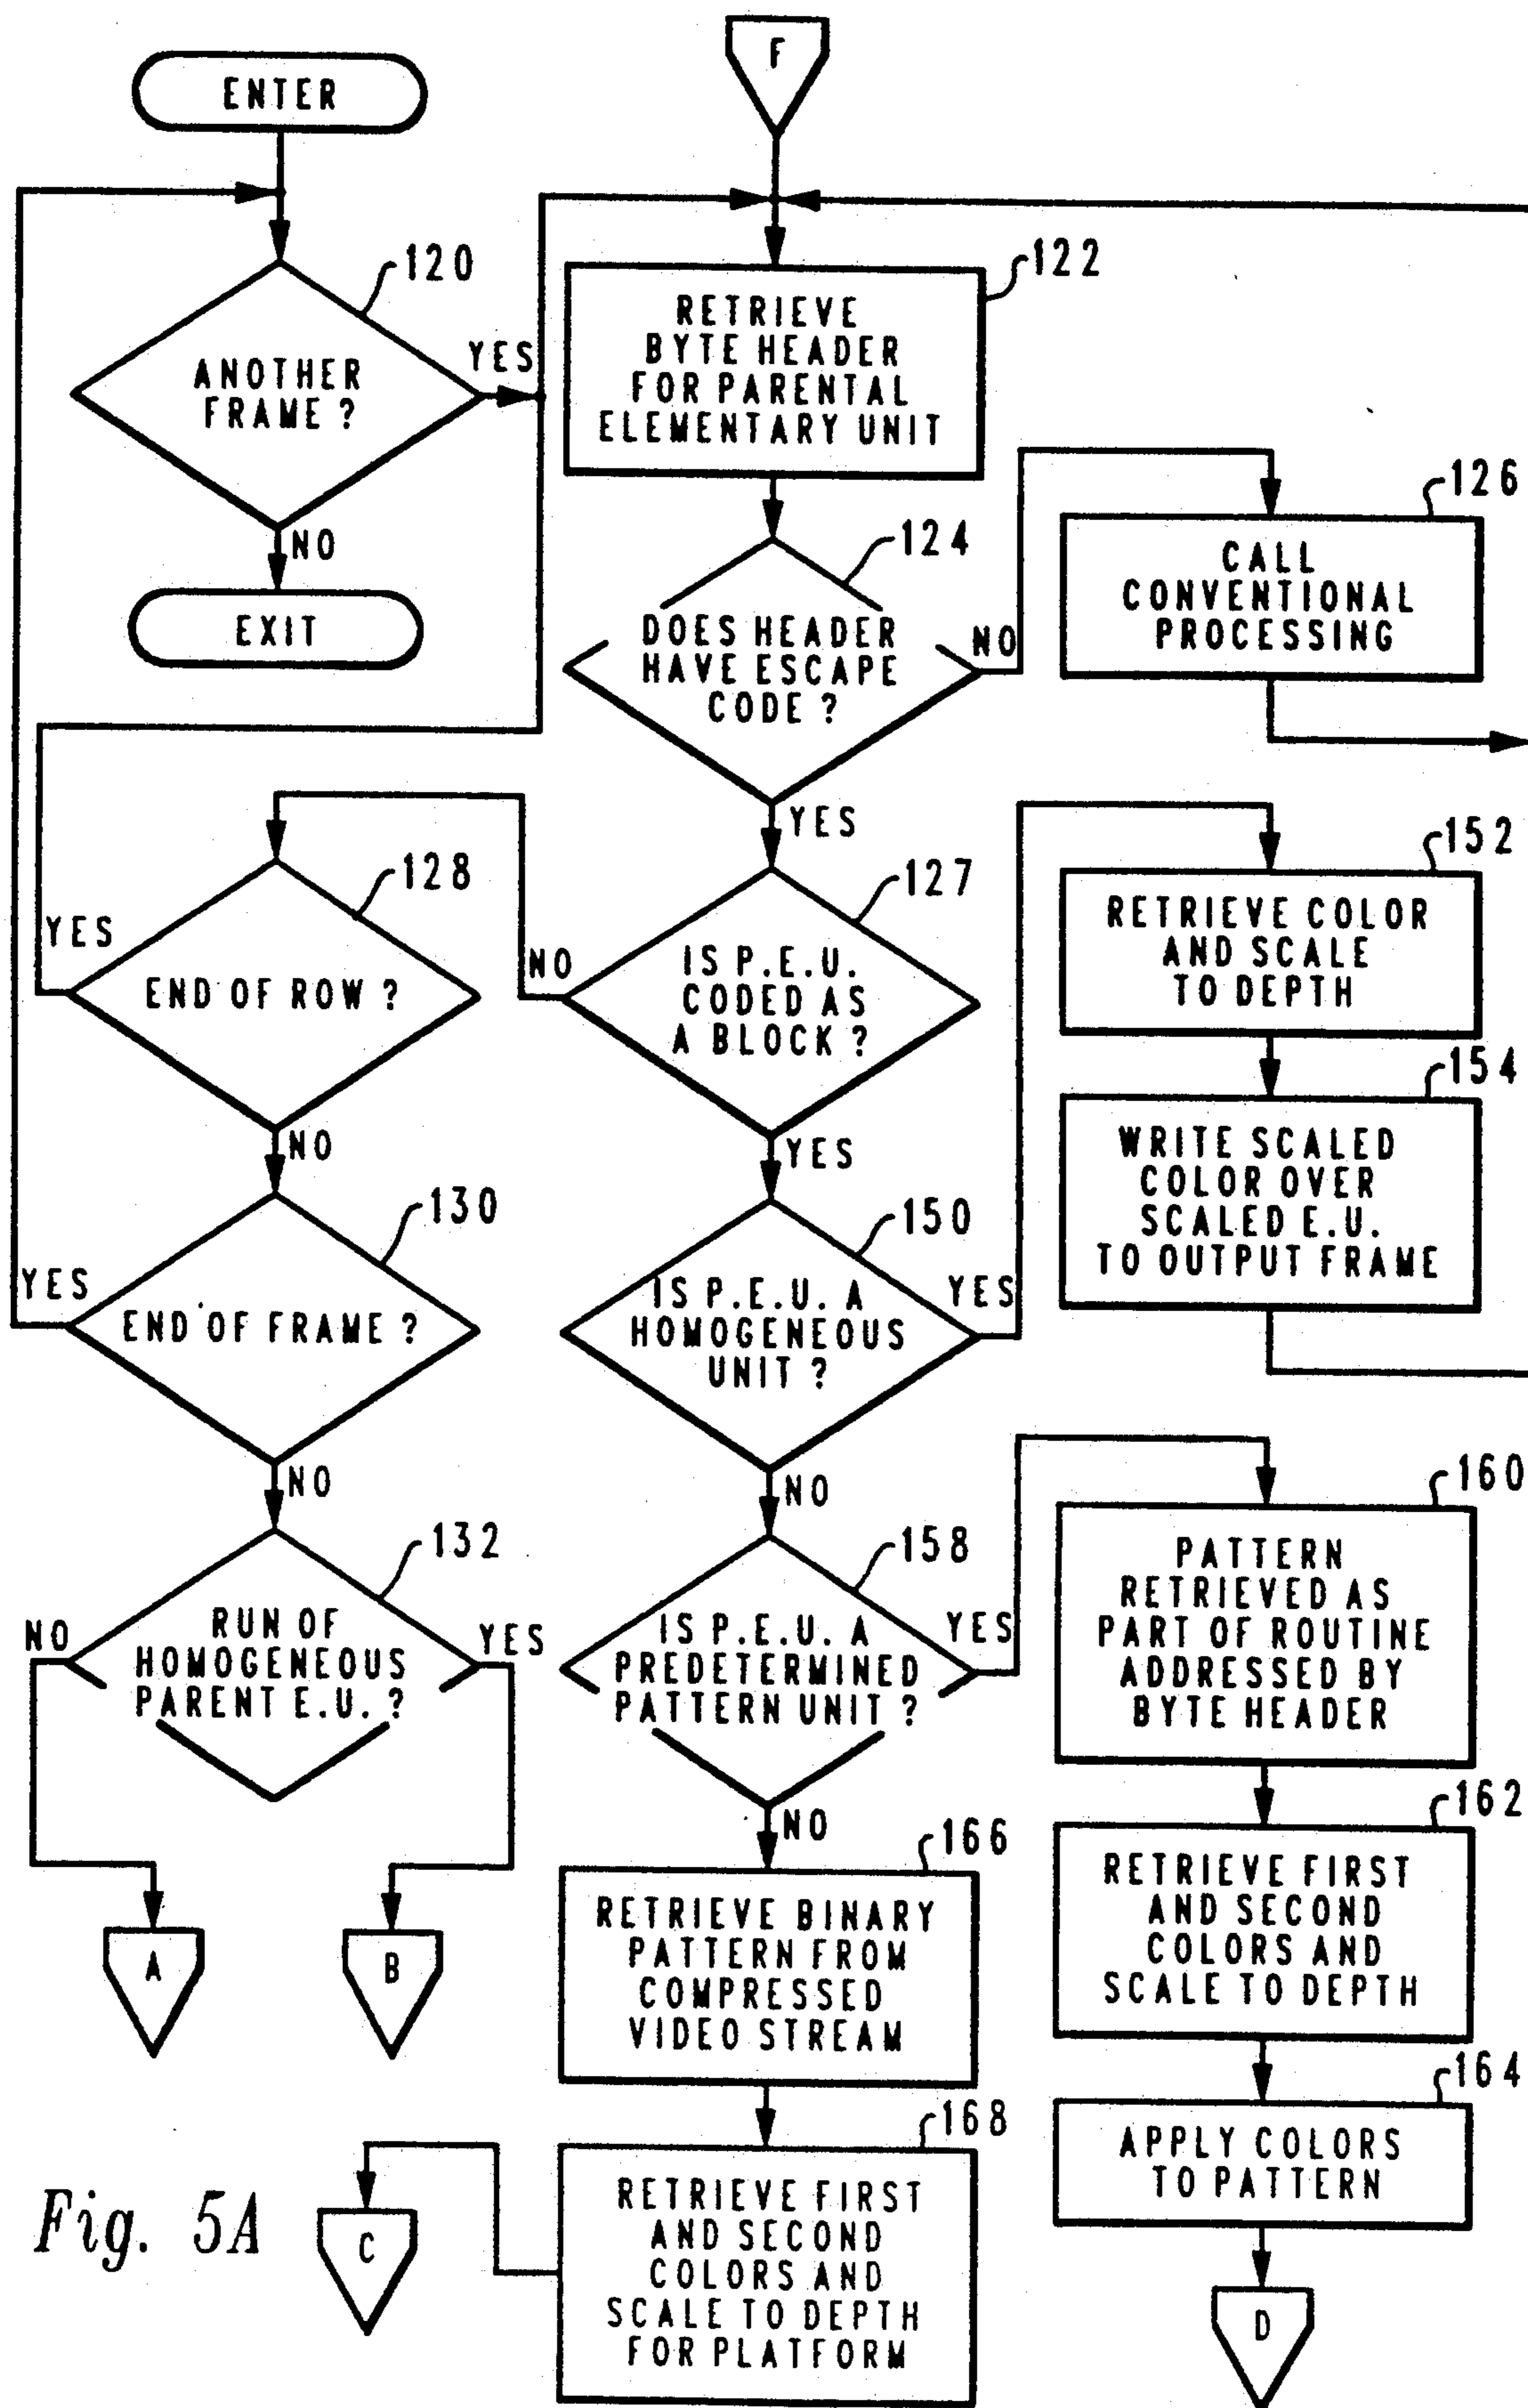 F
ENTER
120
ANOTHER
FRAME ?
YES
NO
EXIT
122
RETRIEVE
BYTE HEADER
FOR PARENTAL
ELEMENTARY UNIT
124
DOES HEADER
HAVE ESCAPE
CODE ?
NO
YES
126
CALL
CONVENTIONAL
PROCESSING
128
END OF ROW ?
YES
NO
127
IS P.E.U.
CODED AS
A BLOCK ?
NO
YES
152
RETRIEVE COLOR
AND SCALE
TO DEPTH
154
WRITE SCALED
COLOR OVER
SCALED E.U.
TO OUTPUT FRAME
130
END OF FRAME ?
YES
NO
150
IS P.E.U. A
HOMOGENEOUS
UNIT ?
YES
NO
132
RUN OF
HOMOGENEOUS
PARENT E.U. ?
NO
YES
A
B
158
IS P.E.U. A
PREDETERMINED
PATTERN UNIT ?
YES
NO
160
PATTERN
RETRIEVED AS
PART OF ROUTINE
ADDRESSED BY
BYTE HEADER
162
RETRIEVE FIRST
AND SECOND
COLORS AND
SCALE TO DEPTH
164
APPLY COLORS
TO PATTERN
D
166
RETRIEVE BINARY
PATTERN FROM
COMPRESSED
VIDEO STREAM
168
RETRIEVE FIRST
AND SECOND
COLORS AND
SCALE TO DEPTH
FOR PLATFORM
C
Fig. 5A